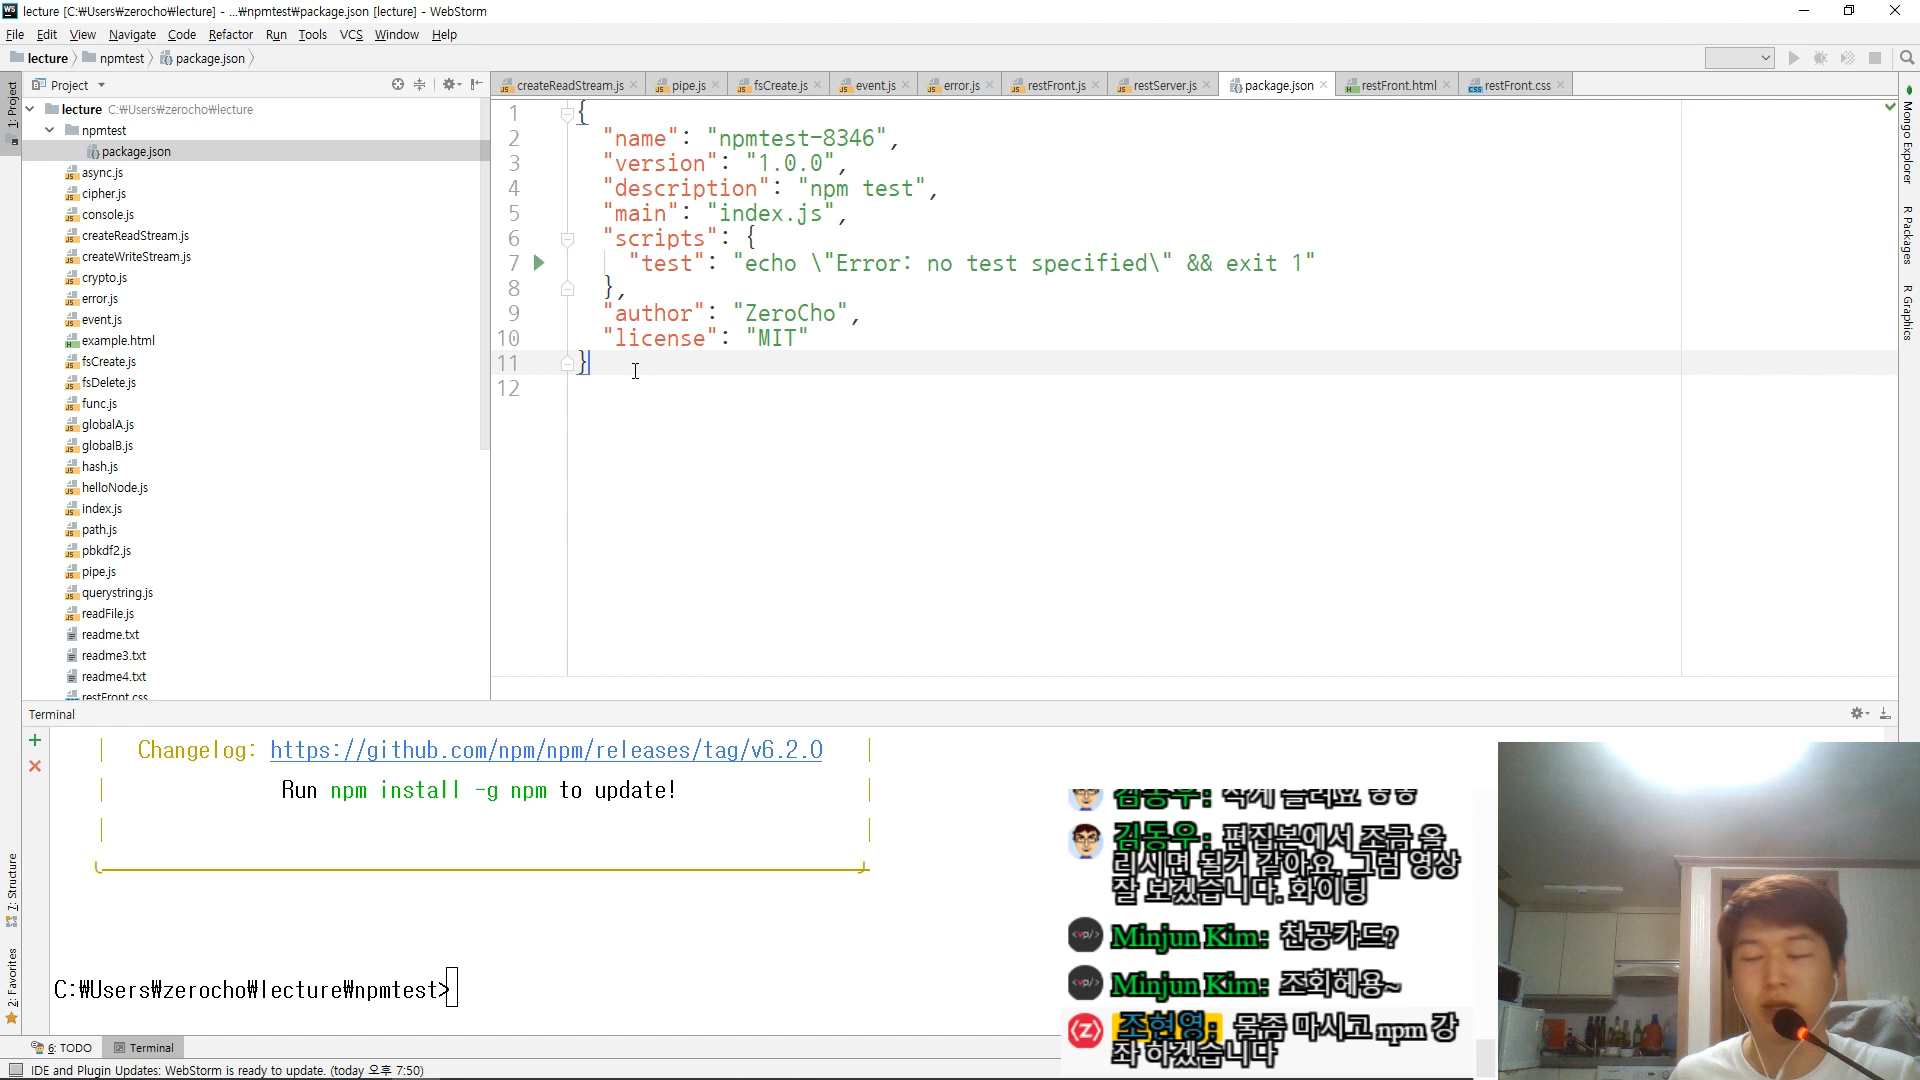 lecture [C:₩Users₩zerocho₩lecture] - ...₩npmtest₩package.json [lecture] - WebStorm
File Edit View Navigate Code Refactor Run Tools VCS Window Help
lecture npmtest package.json
Project
createReadStream.js pipe.js fsCreate.js event.js error.js restFront.js restServer.js package.json restFront.html restFront.css
1: Project
lecture C:₩Users₩zerocho₩lecture
npmtest
package.json
async.js
cipher.js
console.js
createReadStream.js
createWriteStream.js
crypto.js
error.js
event.js
example.html
fsCreate.js
fsDelete.js
func.js
globalA.js
globalB.js
hash.js
helloNode.js
index.js
path.js
pbkdf2.js
pipe.js
querystring.js
readFile.js
readme.txt
readme3.txt
readme4.txt
restFront.css
1 {
2 "name": "npmtest-8346",
3 "version": "1.0.0",
4 "description": "npm test",
5 "main": "index.js",
6 "scripts": {
7 "test": "echo \"Error: no test specified\" && exit 1"
8 },
9 "author": "ZeroCho",
10 "license": "MIT"
11 }
12
Mongo Explorer
R Packages
R Graphics
Terminal
Changelog: https://github.com/npm/npm/releases/tag/v6.2.0
Run npm install -g npm to update!
C:₩Users₩zerocho₩lecture₩npmtest>
7: Structure
2: Favorites
김동우: 작게 들려요 ㅎㅎ
김동우: 편집본에서 조금 올
리시면 될거 같아요. 그럼 영상
잘 보겠습니다. 화이팅
Minjun Kim: 천공카드?
Minjun Kim: 조회헤용~
조현영: 물좀 마시고 npm 강
좌 하겠습니다
6: TODO Terminal
IDE and Plugin Updates: WebStorm is ready to update. (today 오후 7:50)